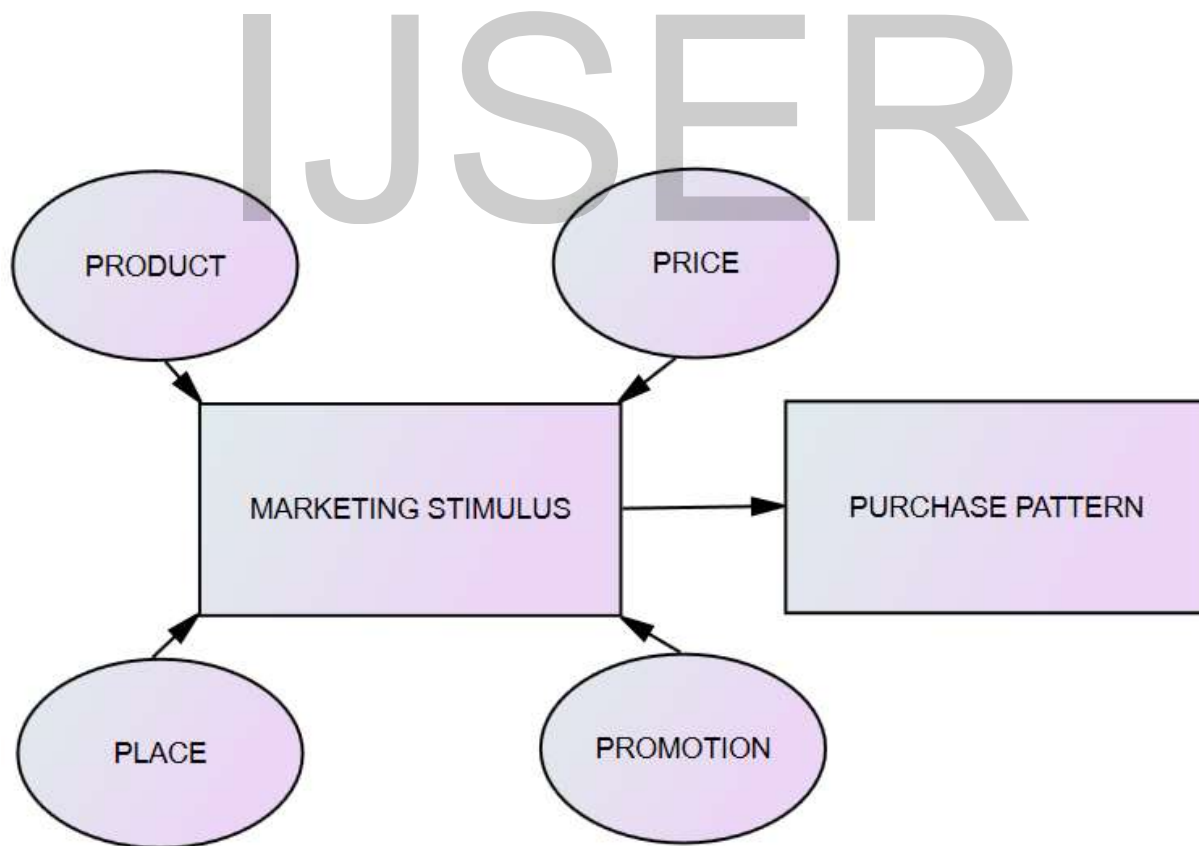 IJSER
PRODUCT
PRICE
MARKETING STIMULUS
PURCHASE PATTERN
PLACE
PROMOTION